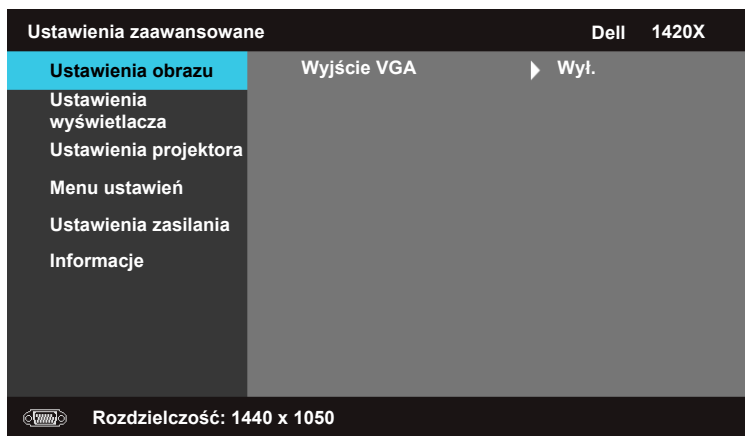 Ustawienia zaawansowane Dell 1420X
Ustawienia obrazu Wyjście VGA Wył.
Ustawienia
wyświetlacza
Ustawienia projektora
Menu ustawień
Ustawienia zasilania
Informacje
Rozdzielczość: 1440 x 1050